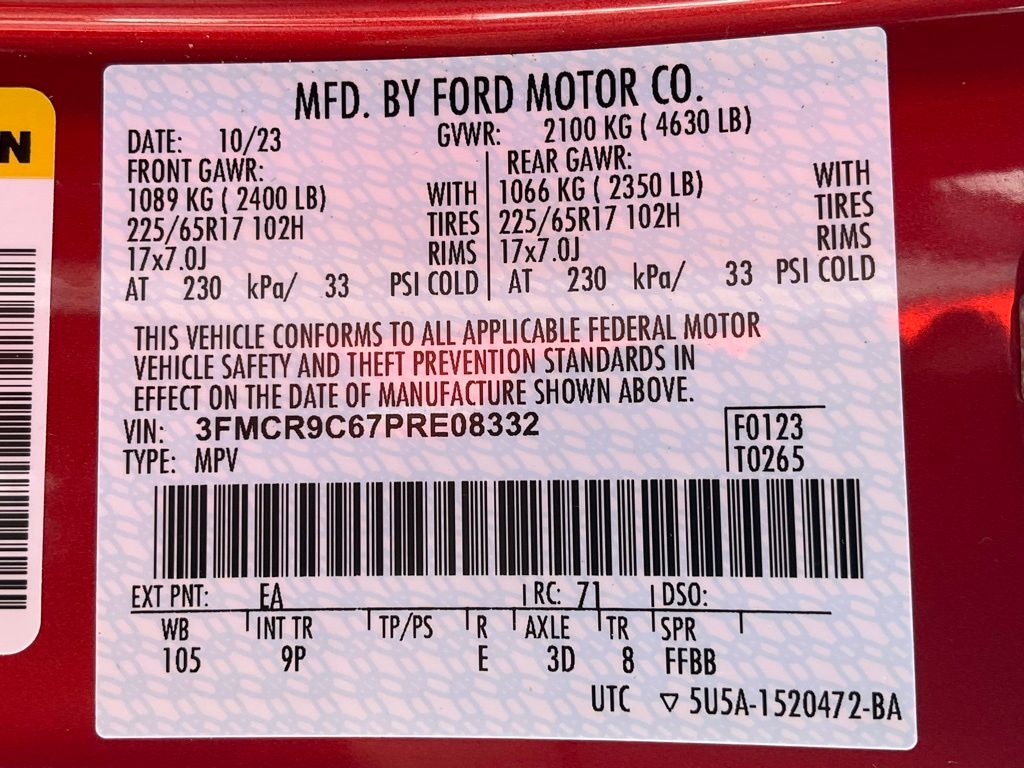 N
MFD. BY FORD MOTOR CO.
DATE: 10/23 GVWR: 2100 KG ( 4630 LB)
FRONT GAWR: REAR GAWR:
1089 KG ( 2400 LB) WITH 1066 KG ( 2350 LB) WITH
225/65R17 102H TIRES 225/65R17 102H TIRES
17x7.0J RIMS 17x7.0J RIMS
AT 230 kPa/ 33 PSI COLD AT 230 kPa/ 33 PSI COLD
THIS VEHICLE CONFORMS TO ALL APPLICABLE FEDERAL MOTOR
VEHICLE SAFETY AND THEFT PREVENTION STANDARDS IN
EFFECT ON THE DATE OF MANUFACTURE SHOWN ABOVE.
VIN: 3FMCR9C67PRE08332 F0123
TYPE: MPV T0265
EXT PNT: EA RC: 71 DSO:
WB INT TR TP/PS R AXLE TR SPR
105 9P E 3D 8 FFBB
UTC ▽ 5U5A-1520472-BA